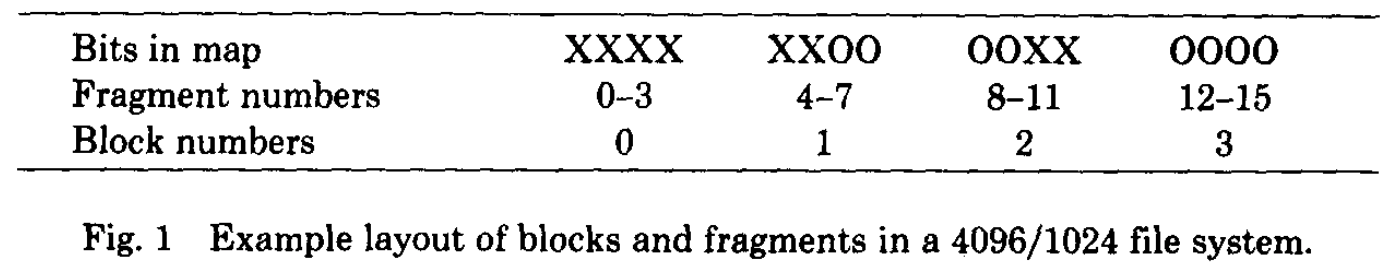 Bits in map XXXX XXOO OOXX OOOO
Fragment numbers 0–3 4–7 8–11 12–15
Block numbers 0 1 2 3
Fig. 1 Example layout of blocks and fragments in a 4096/1024 file system.